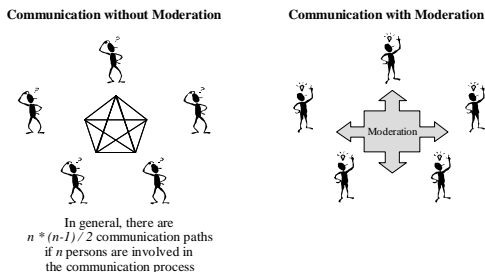 Communication without Moderation
Communication with Moderation
?
?
?
?
?
Moderation
In general, there are
n * (n-1) / 2 communication paths
if n persons are involved in
the communication process